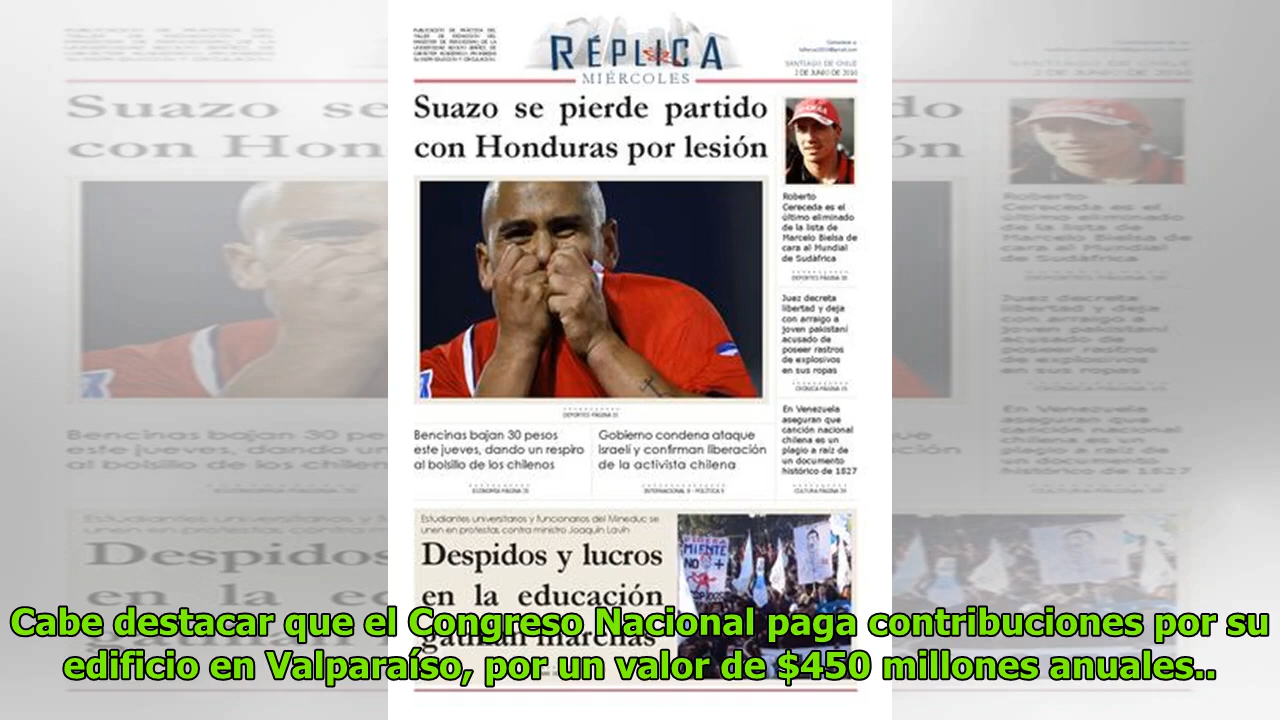 RÉPLICA
MIÉRCOLES
SANTIAGO DE CHILE
2 DE JUNIO DE 2010
Suazo se pierde partido
con Honduras por lesión
Roberto
Cereceda es el
último eliminado
de la lista de
Marcelo Bielsa de
cara al Mundial
de Sudáfrica
Juez decreta
libertad y deja
con arraigo a
joven pakistaní
acusado de
poseer rastros
de explosivos
en sus ropas
En Venezuela
aseguran que
canción nacional
chilena es un
plagio a raíz de
un documento
histórico de 1827
Bencinas bajan 30 pesos
este jueves, dando un respiro
al bolsillo de los chilenos
Gobierno condena ataque
israelí y confirman liberación
de la activista chilena
Estudiantes universitarios y funcionarios del Mineduc se
unen en protestas contra ministro Joaquín Lavín
Despidos y lucros
en la educación
gatillan marchas
MIENTE
NO
Cabe destacar que el Congreso Nacional paga contribuciones por su
edificio en Valparaíso, por un valor de $450 millones anuales..